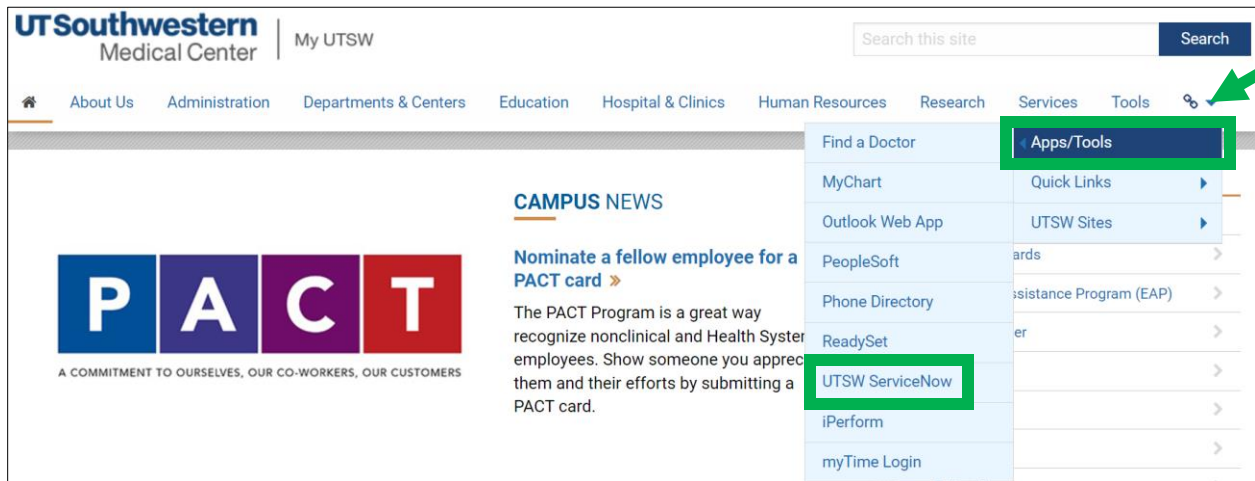 UTSouthwestern
Medical Center
My UTSW
Search this site
Search
About Us Administration Departments & Centers Education Hospital & Clinics Human Resources Research Services Tools
Find a Doctor
MyChart
Outlook Web App
PeopleSoft
Phone Directory
ReadySet
UTSW ServiceNow
iPerform
myTime Login
Apps/Tools
Quick Links
UTSW Sites
ards
ssistance Program (EAP)
er
CAMPUS NEWS
Nominate a fellow employee for a
PACT card »
The PACT Program is a great way
recognize nonclinical and Health System
employees. Show someone you apprec
them and their efforts by submitting a
PACT card.
PACT
A COMMITMENT TO OURSELVES, OUR CO-WORKERS, OUR CUSTOMERS